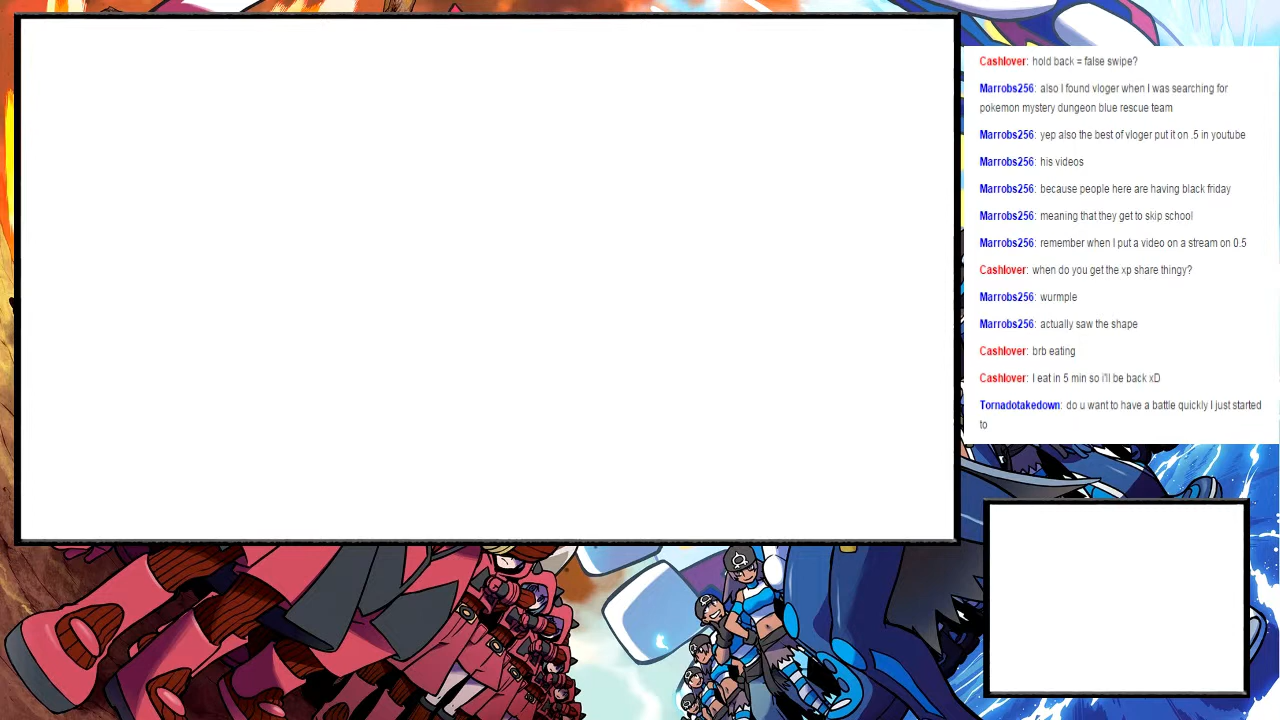 Cashlover: hold back = false swipe?
Marrobs256: also I found vloger when I was searching for
pokemon mystery dungeon blue rescue team
Marrobs256: yep also the best of vloger put it on .5 in youtube
Marrobs256: his videos
Marrobs256: because people here are having black friday
Marrobs256: meaning that they get to skip school
Marrobs256: remember when I put a video on a stream on 0.5
Cashlover: when do you get the xp share thingy?
Marrobs256: wurmple
Marrobs256: actually saw the shape
Cashlover: brb eating
Cashlover: I eat in 5 min so i'll be back xD
Tornadotakedown: do u want to have a battle quickly I just started
to